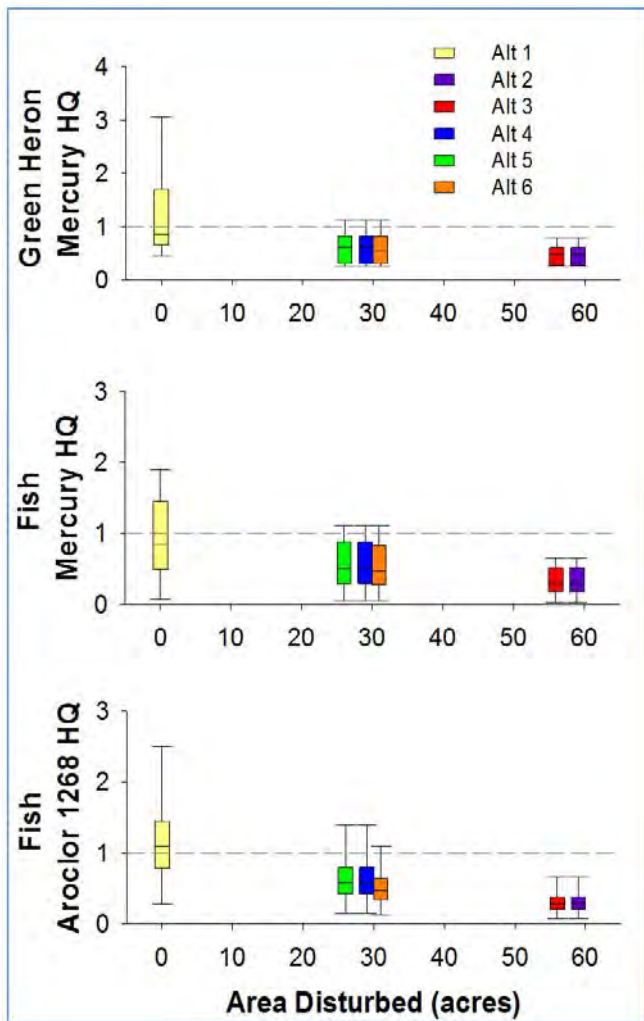 Alt 1
Alt 2
Alt 3
Alt 4
Alt 5
Alt 6
Green Heron
Mercury HQ
4
3
2
1
0
0 10 20 30 40 50 60
Fish
Mercury HQ
3
2
1
0
0 10 20 30 40 50 60
Fish
Aroclor 1268 HQ
3
2
1
0
0 10 20 30 40 50 60
Area Disturbed (acres)